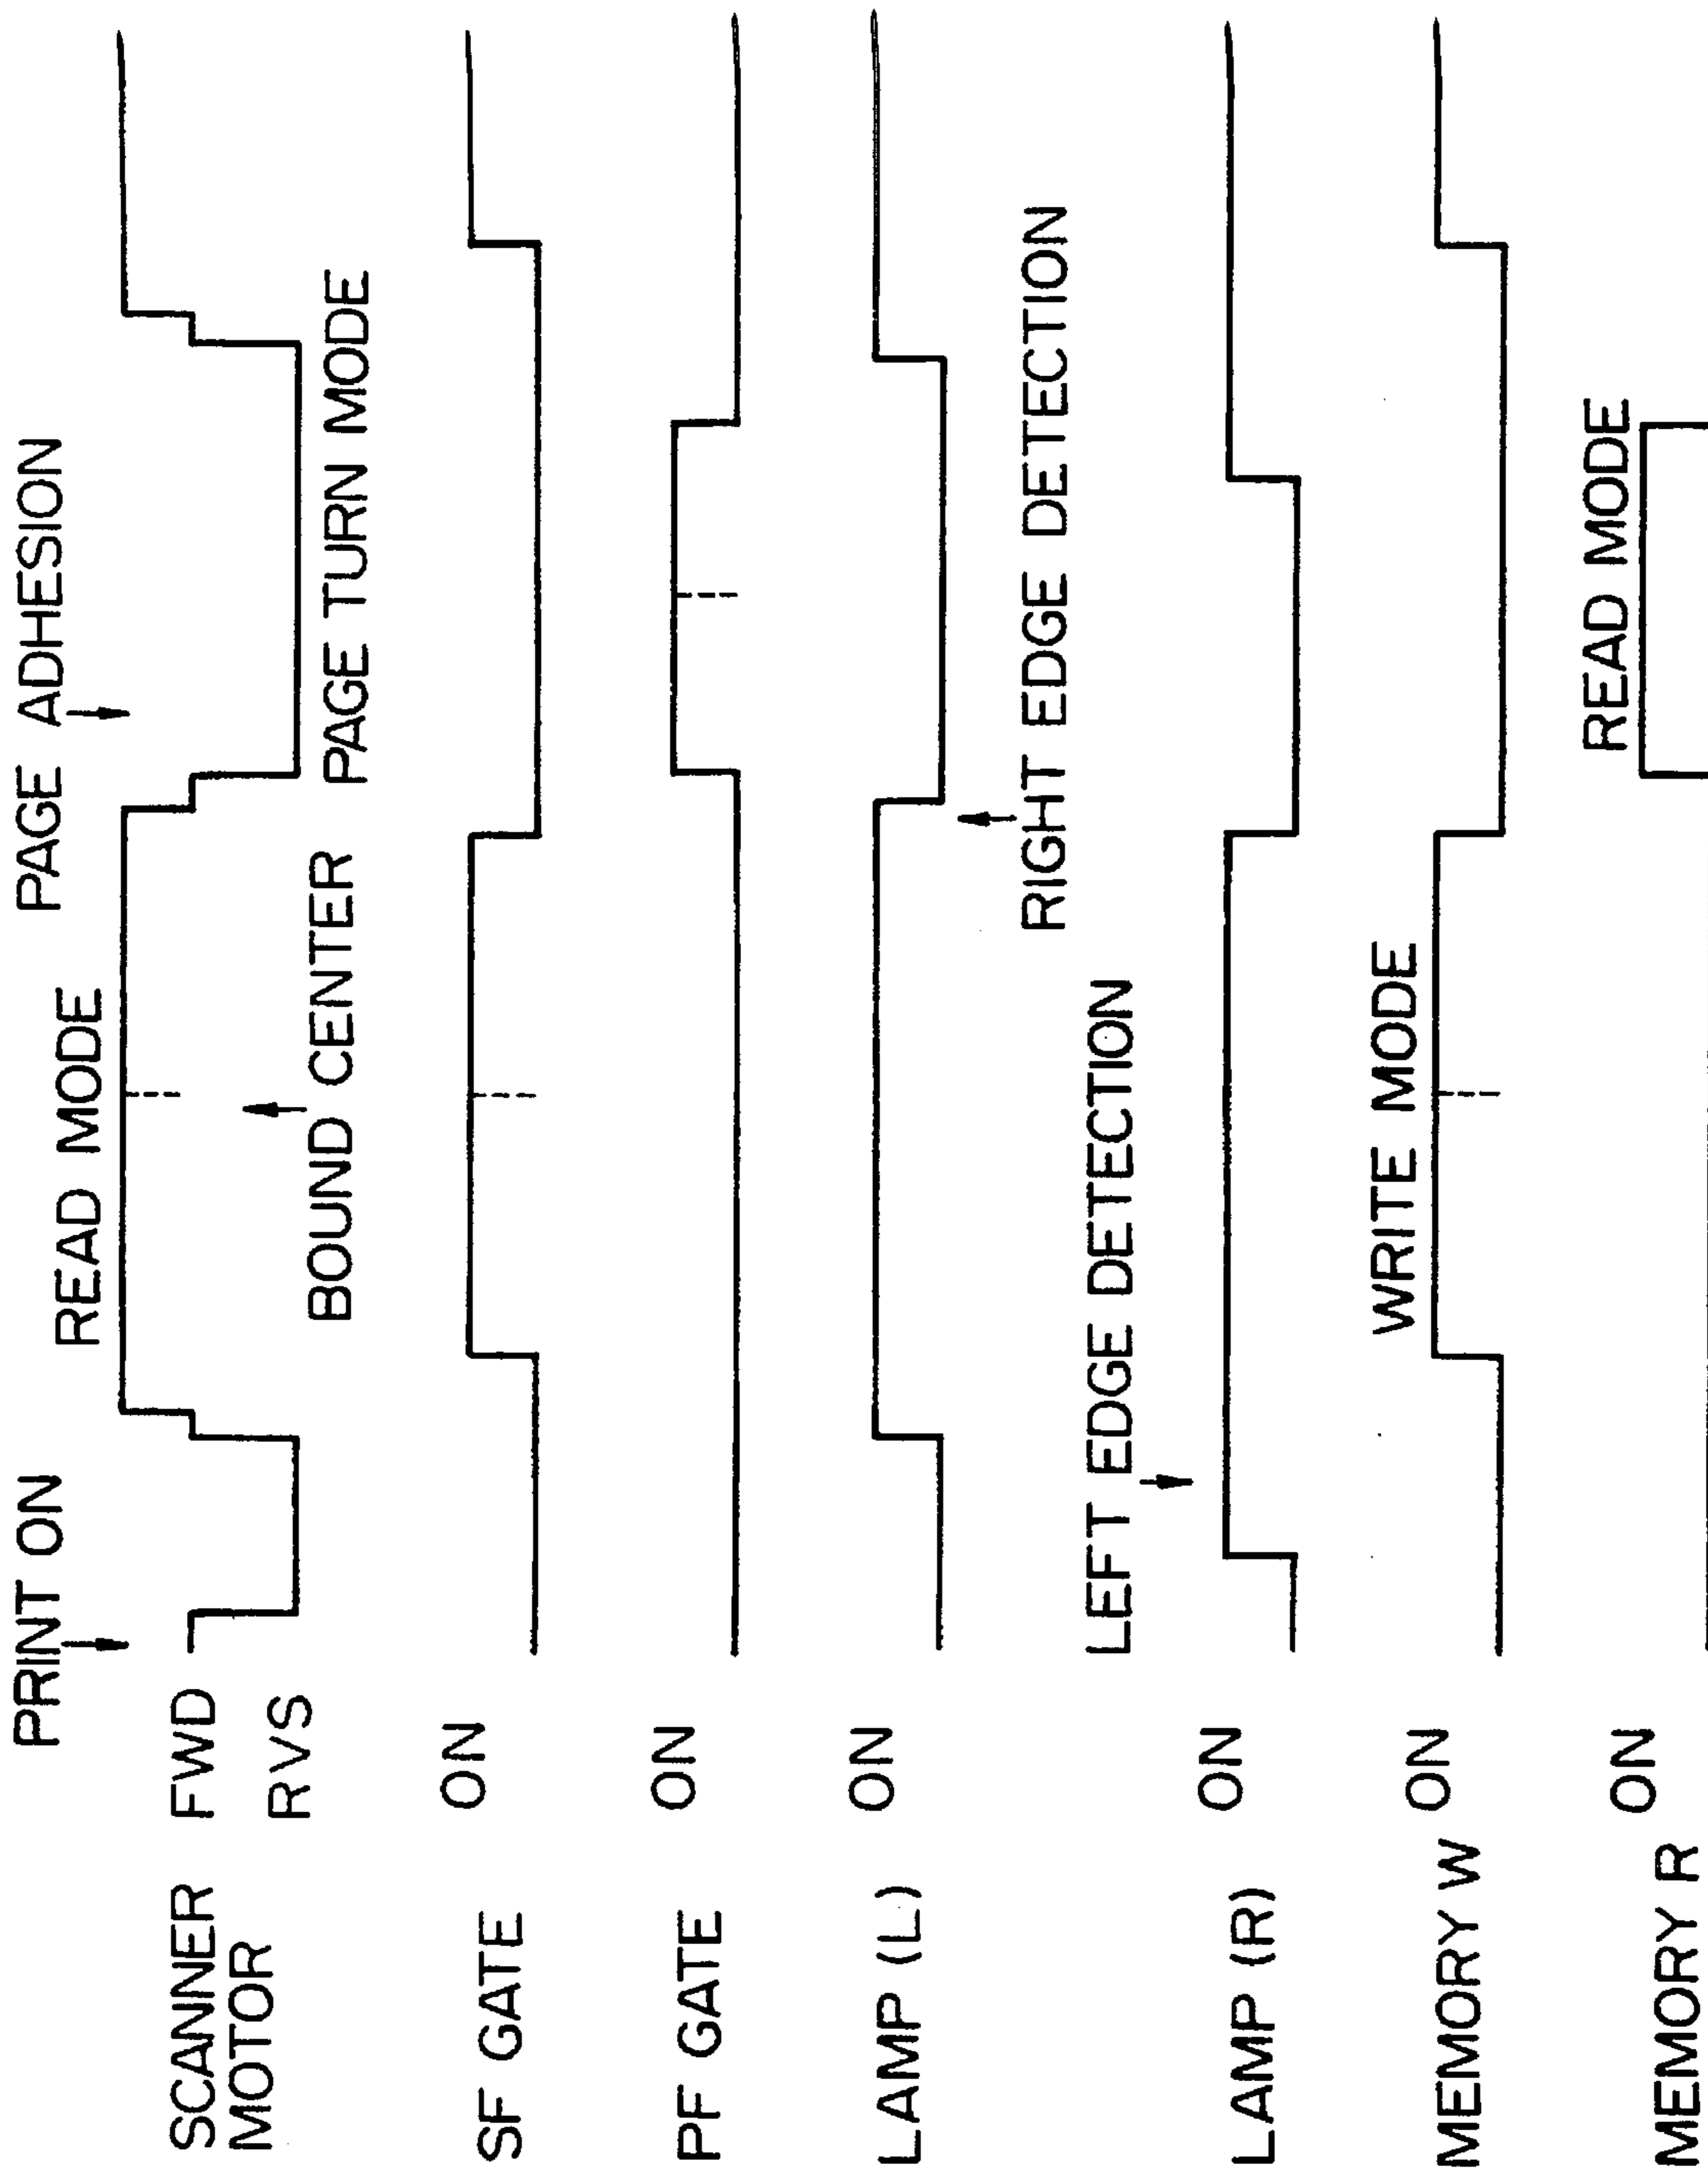 PRINT ON
PAGE ADHESION
READ MODE
SCANNER FWD
MOTOR RVS
BOUND CENTER
PAGE TURN MODE
SF GATE ON
PF GATE ON
LAMP (L) ON
RIGHT EDGE DETECTION
LEFT EDGE DETECTION
LAMP (R) ON
WRITE MODE
MEMORY W ON
READ MODE
MEMORY R ON